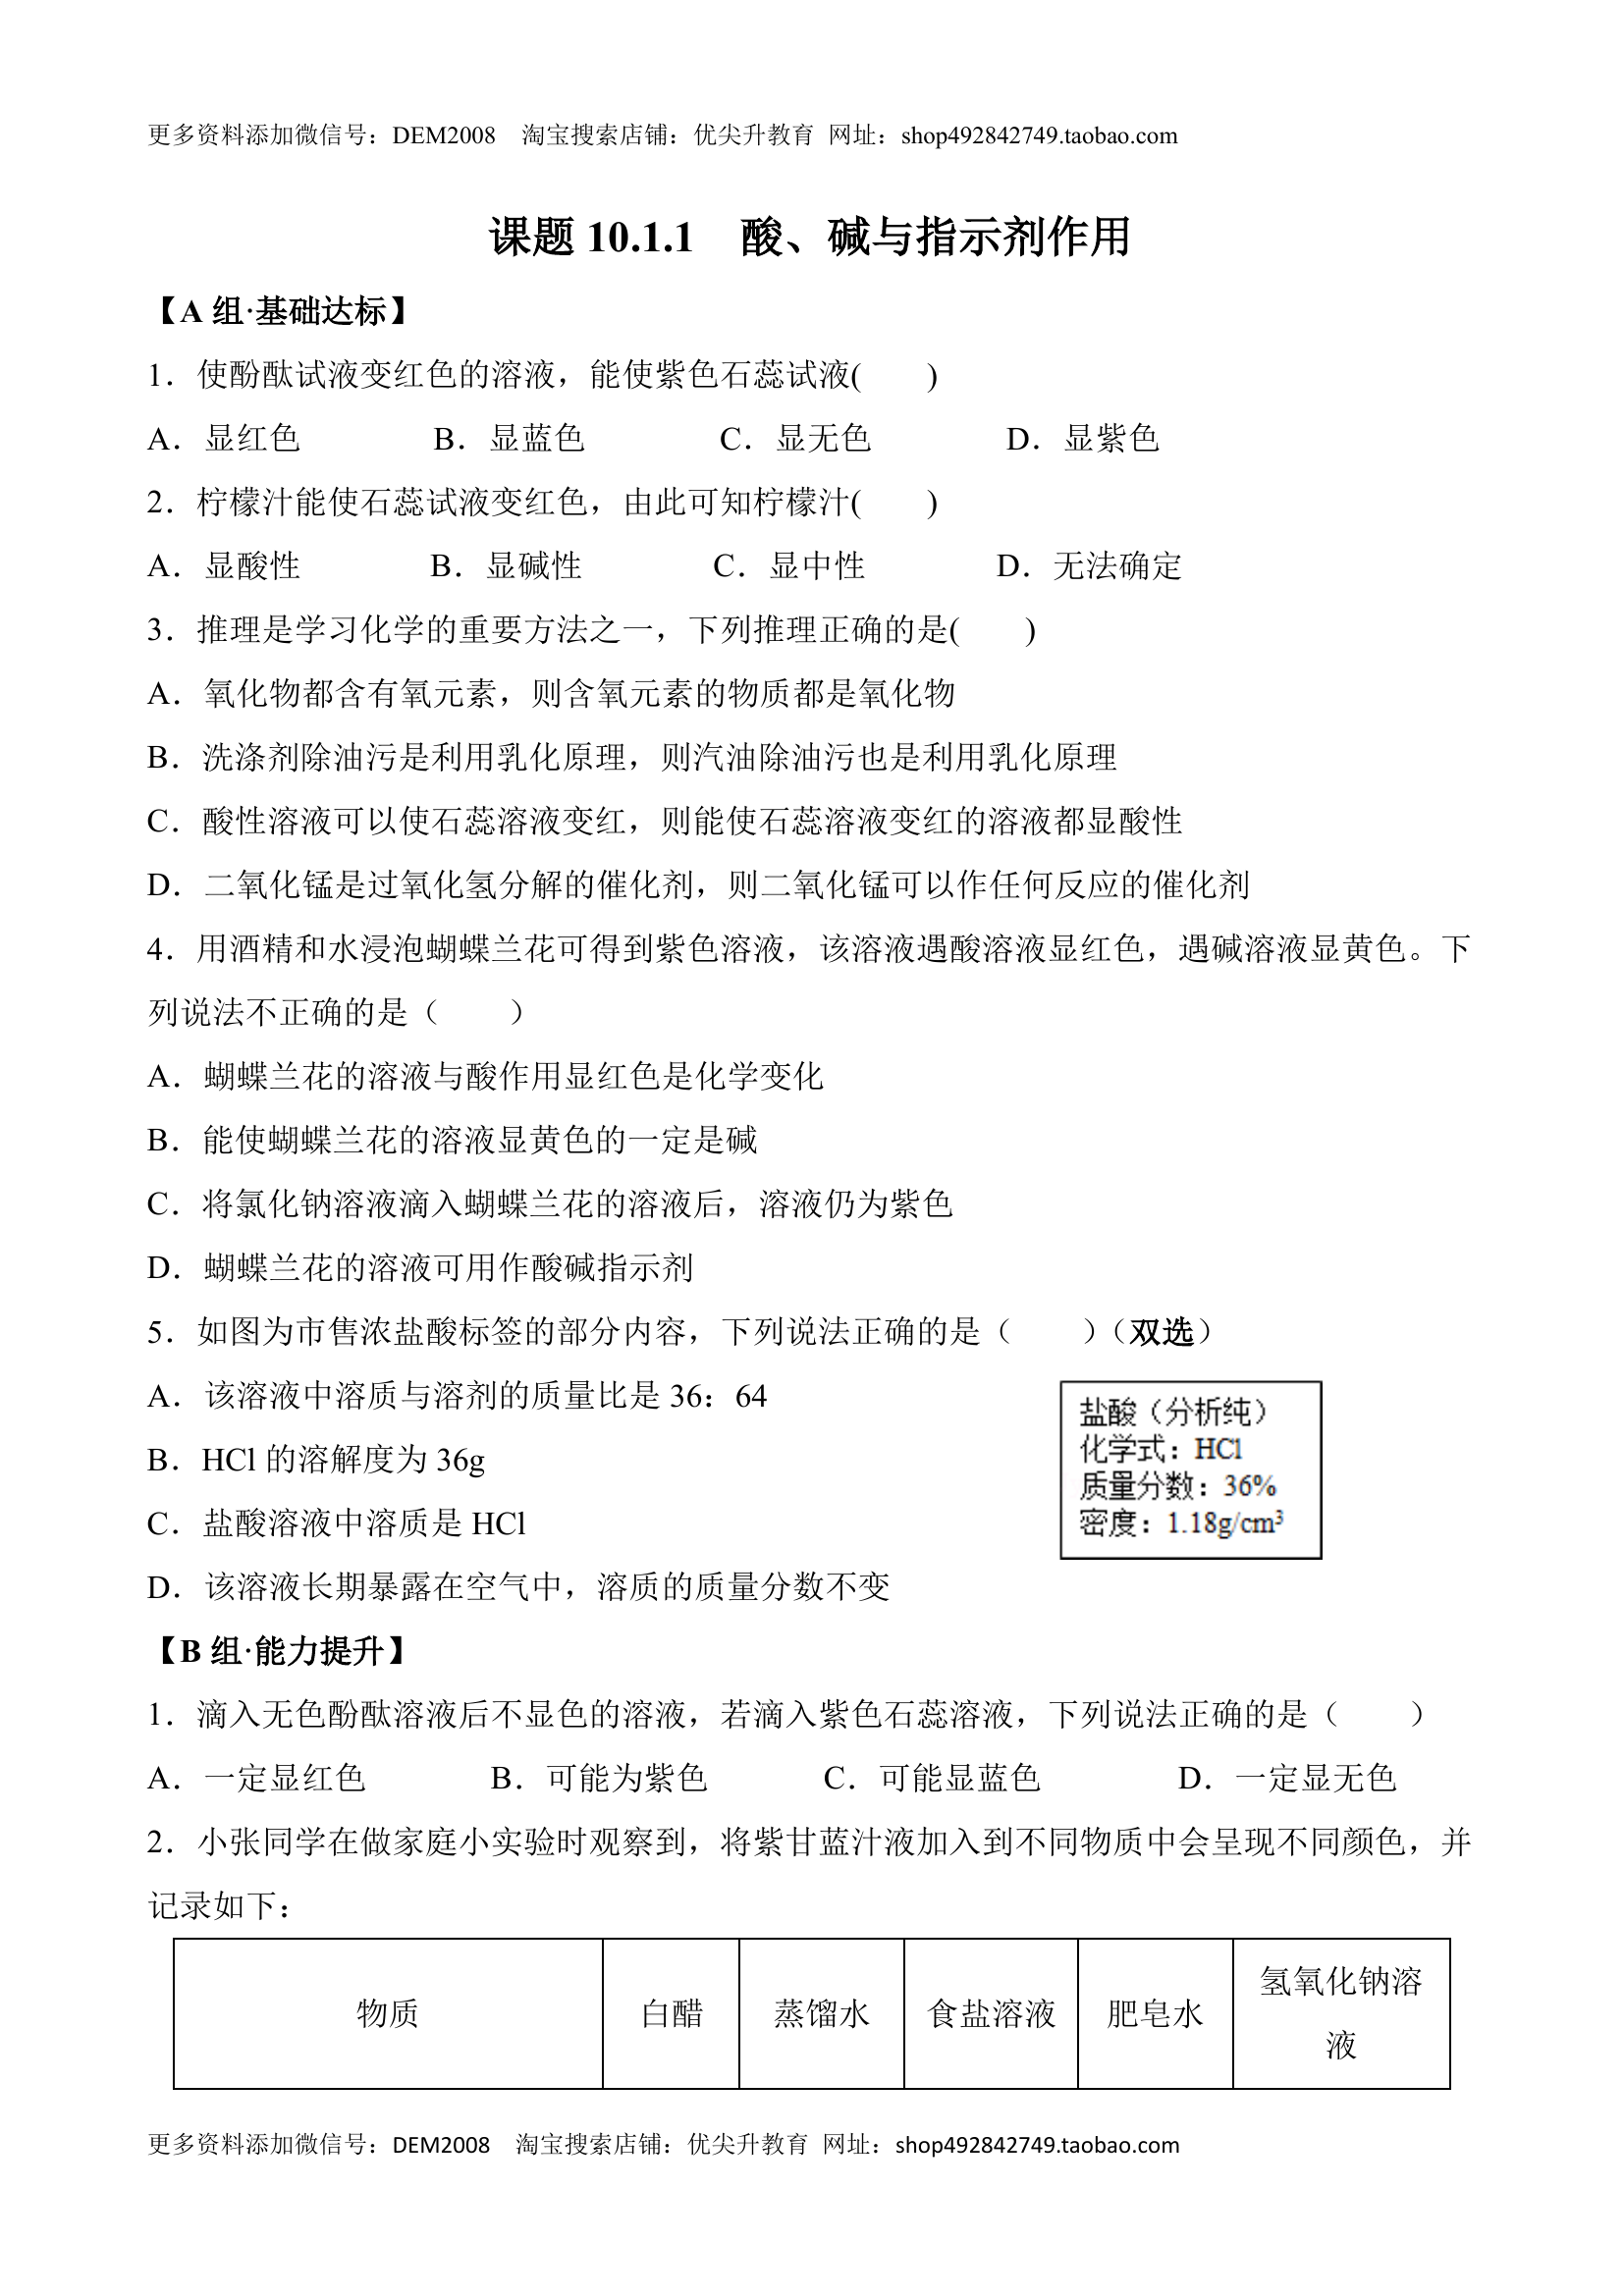 更多资料添加微信号：DEM2008 淘宝搜索店铺：优尖升教育 网址：shop492842749.taobao.com
课题 10.1.1 酸、碱与指示剂作用
【A 组·基础达标】
1．使酚酞试液变红色的溶液，能使紫色石蕊试液( )
A．显红色 B．显蓝色 C．显无色 D．显紫色
2．柠檬汁能使石蕊试液变红色，由此可知柠檬汁( )
A．显酸性 B．显碱性 C．显中性 D．无法确定
3．推理是学习化学的重要方法之一，下列推理正确的是( )
A．氧化物都含有氧元素，则含氧元素的物质都是氧化物
B．洗涤剂除油污是利用乳化原理，则汽油除油污也是利用乳化原理
C．酸性溶液可以使石蕊溶液变红，则能使石蕊溶液变红的溶液都显酸性
D．二氧化锰是过氧化氢分解的催化剂，则二氧化锰可以作任何反应的催化剂
4．用酒精和水浸泡蝴蝶兰花可得到紫色溶液，该溶液遇酸溶液显红色，遇碱溶液显黄色。下
列说法不正确的是（ ）
A．蝴蝶兰花的溶液与酸作用显红色是化学变化
B．能使蝴蝶兰花的溶液显黄色的一定是碱
C．将氯化钠溶液滴入蝴蝶兰花的溶液后，溶液仍为紫色
D．蝴蝶兰花的溶液可用作酸碱指示剂
5．如图为市售浓盐酸标签的部分内容，下列说法正确的是（ ）（双选）
A．该溶液中溶质与溶剂的质量比是 36：64
B．HCl 的溶解度为 36g
C．盐酸溶液中溶质是 HCl
D．该溶液长期暴露在空气中，溶质的质量分数不变
盐酸（分析纯）
化学式：HCl
质量分数：36%
密度：1.18g/cm³
【B 组·能力提升】
1．滴入无色酚酞溶液后不显色的溶液，若滴入紫色石蕊溶液，下列说法正确的是（ ）
A．一定显红色 B．可能为紫色 C．可能显蓝色 D．一定显无色
2．小张同学在做家庭小实验时观察到，将紫甘蓝汁液加入到不同物质中会呈现不同颜色，并
记录如下：
物质 白醋 蒸馏水 食盐溶液 肥皂水 氢氧化钠溶
液
更多资料添加微信号：DEM2008 淘宝搜索店铺：优尖升教育 网址：shop492842749.taobao.com